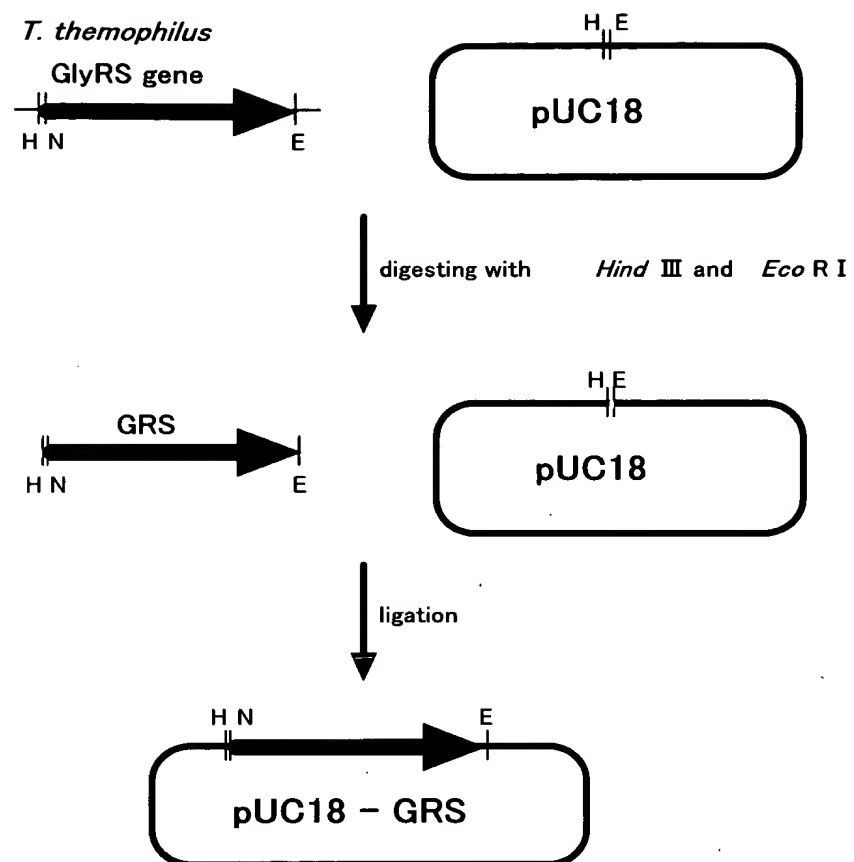 T. themophilus
GlyRS gene
H N
E
H E
pUC18
digesting with Hind III and Eco R I
GRS
H N
E
H E
pUC18
ligation
H N
E
pUC18 – GRS